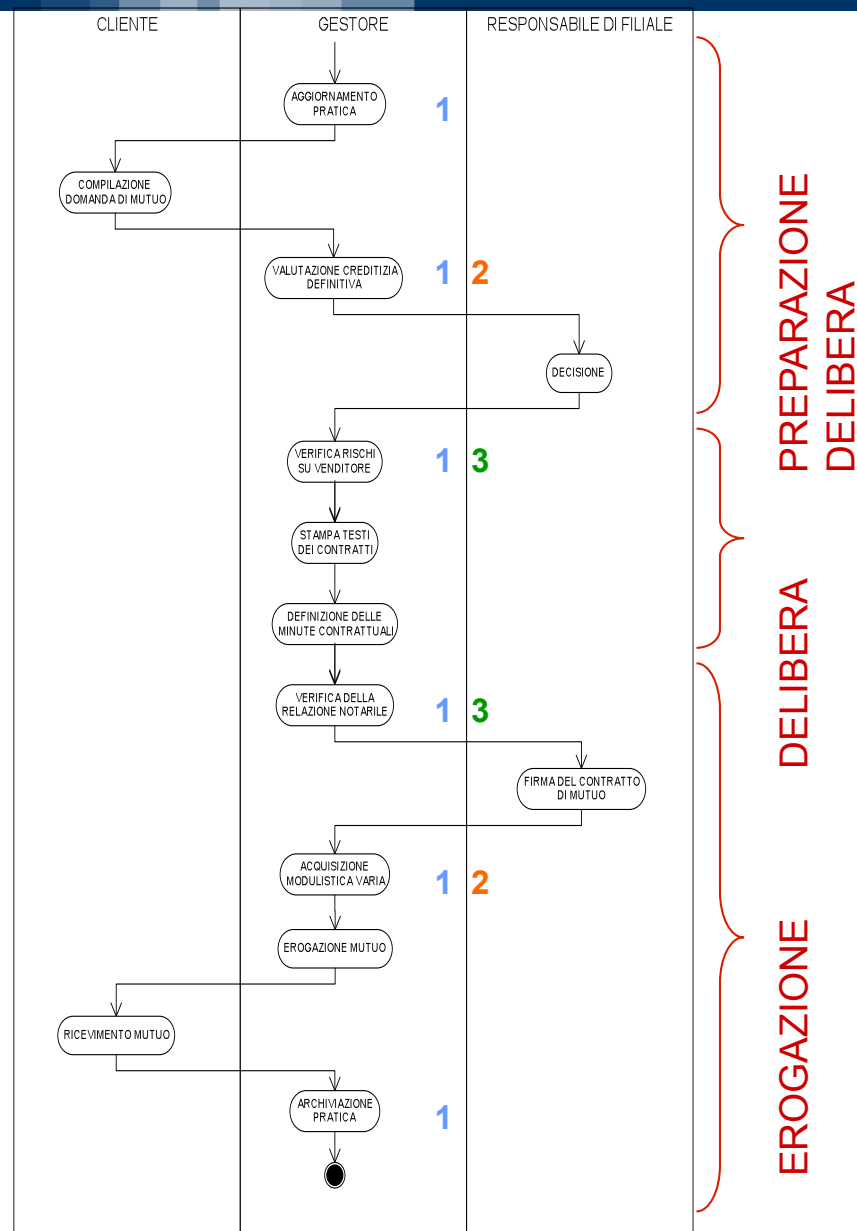 CLIENTE
GESTORE
RESPONSABILE DI FILIALE
AGGIORNAMENTO
PRATICA
1
COMPILAZIONE
DOMANDA DI MUTUO
VALUTAZIONE CREDITIZIA
DEFINITIVA
1 2
DECISIONE
PREPARAZIONE
DELIBERA
VERIFICA RISCHI
SU VENDITORE
1 3
STAMPA TESTI
DEI CONTRATTI
DEFINIZIONE DELLE
MINUTE CONTRATTUALI
DELIBERA
VERIFICA DELLA
RELAZIONE NOTARILE
1 3
FIRMA DEL CONTRATTO
DI MUTUO
ACQUISIZIONE
MODULISTICA VARIA
1 2
EROGAZIONE MUTUO
RICEVIMENTO MUTUO
ARCHIVIAZIONE
PRATICA
1
EROGAZIONE